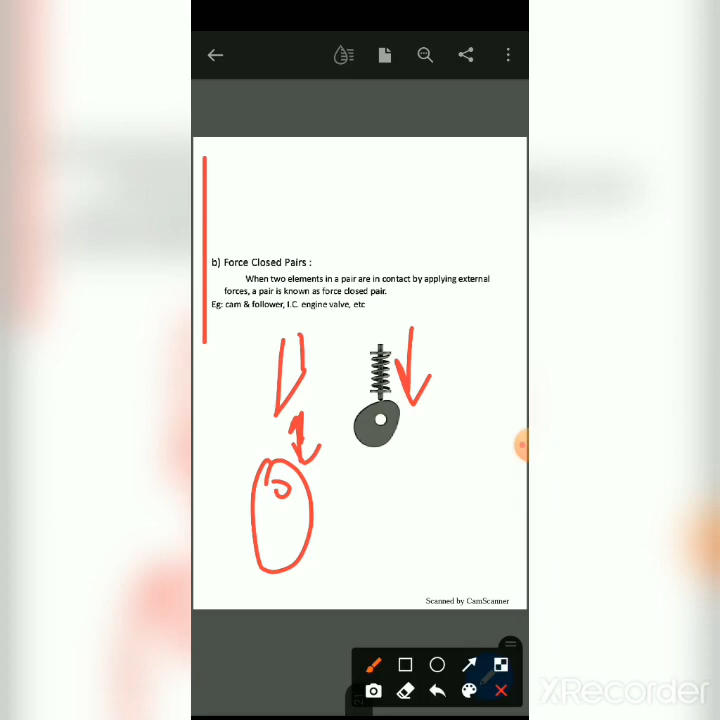 b) Force Closed Pairs :
When two elements in a pair are in contact by applying external
forces, a pair is known as force closed pair.
Eg: cam & follower, I.C. engine valve, etc
Scanned by CamScanner
21
XRecorder